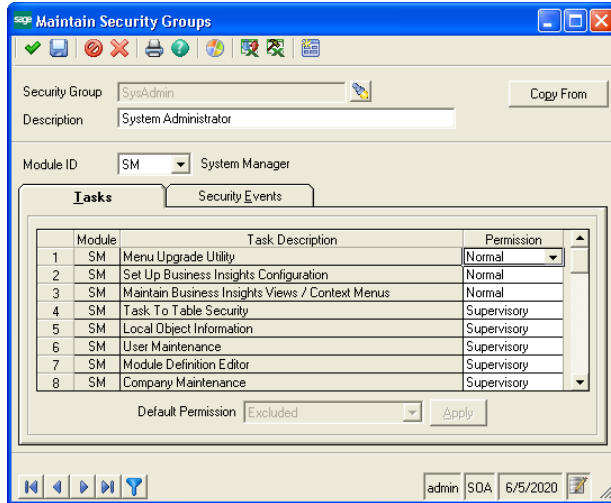 sage Maintain Security Groups
Security Group SysAdmin Copy From
Description System Administrator
Module ID SM System Manager
Tasks Security Events
Module Task Description Permission
1 SM Menu Upgrade Utility Normal
2 SM Set Up Business Insights Configuration Normal
3 SM Maintain Business Insights Views / Context Menus Normal
4 SM Task To Table Security Supervisory
5 SM Local Object Information Supervisory
6 SM User Maintenance Supervisory
7 SM Module Definition Editor Supervisory
8 SM Company Maintenance Supervisory
Default Permission Excluded Apply
admin SOA 6/5/2020